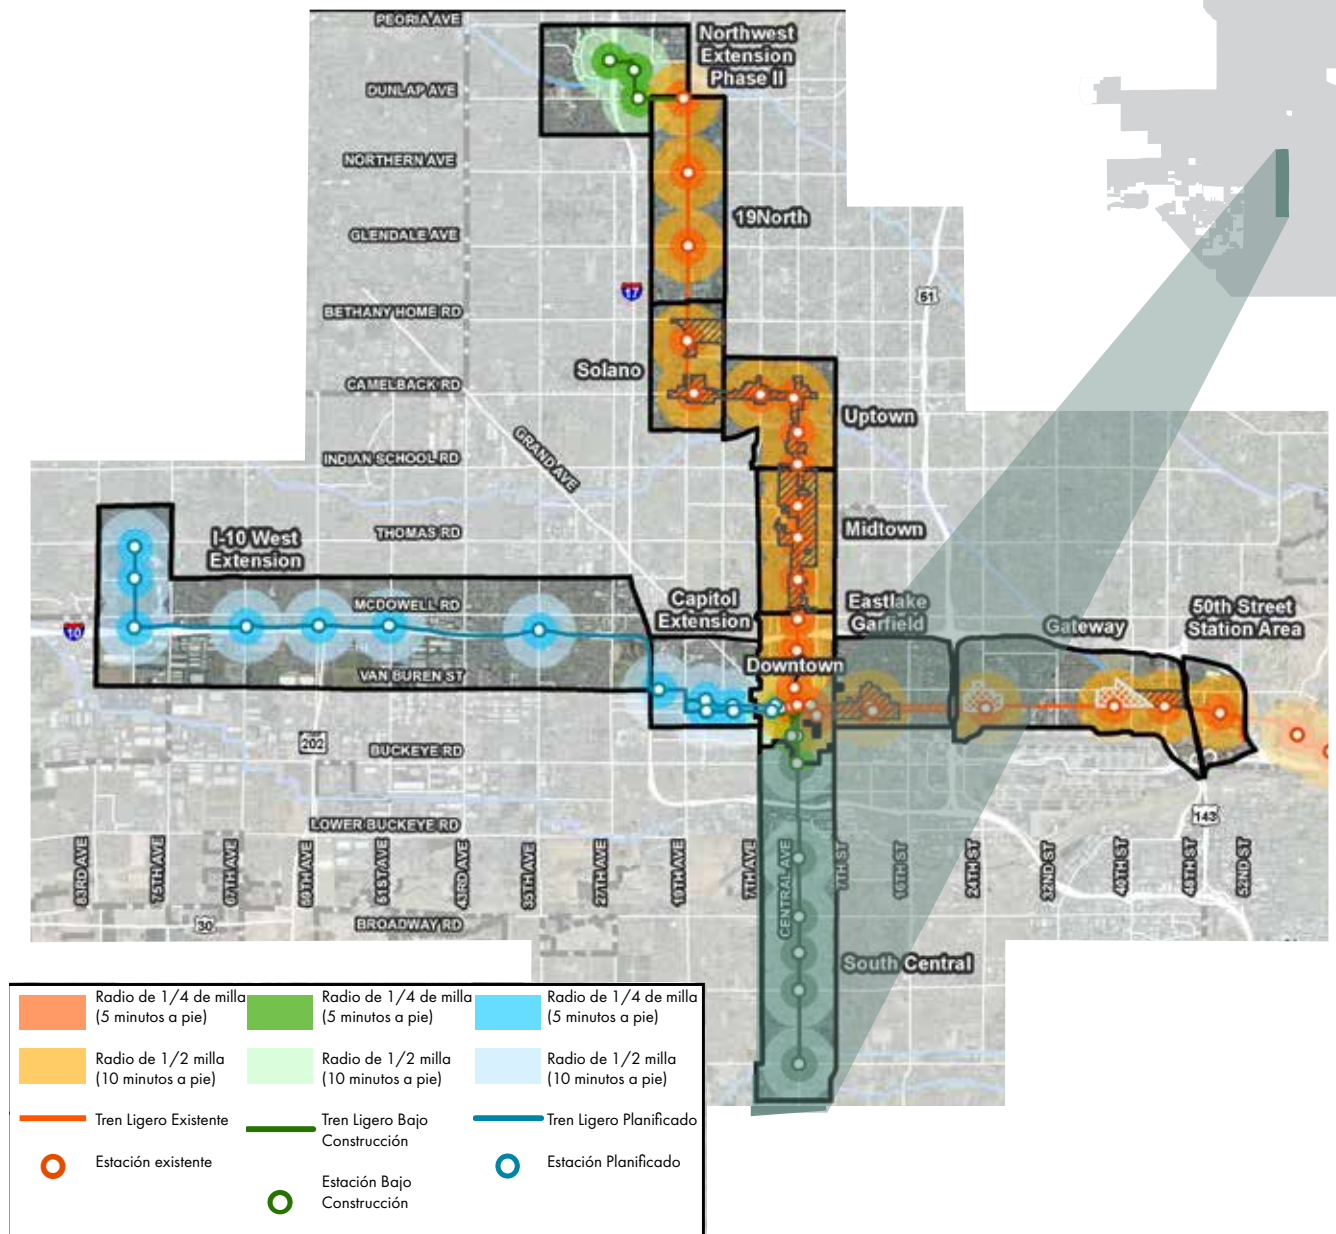 PEORIA AVE
DUNLAP AVE
NORTHERN AVE
GLENDALE AVE
BETHANY HOME RD
CAMELBACK RD
INDIAN SCHOOL RD
THOMAS RD
MCDOWELL RD
VAN BUREN ST
BUCKEYE RD
LOWER BUCKEYE RD
BROADWAY RD
GRAND AVE
Northwest
Extension
Phase II
19North
17
51
Solano
Uptown
Midtown
I-10 West
Extension
10
Capitol
Extension
Eastlake
Garfield
Gateway
50th Street
Station Area
Downtown
202
143
30
83RD AVE
75TH AVE
67TH AVE
59TH AVE
51ST AVE
43RD AVE
35TH AVE
27TH AVE
19TH AVE
7TH AVE
CENTRAL AVE
7TH ST
16TH ST
24TH ST
32ND ST
40TH ST
48TH ST
52ND ST
South Central
Radio de 1/4 de milla
(5 minutos a pie)
Radio de 1/4 de milla
(5 minutos a pie)
Radio de 1/4 de milla
(5 minutos a pie)
Radio de 1/2 milla
(10 minutos a pie)
Radio de 1/2 milla
(10 minutos a pie)
Radio de 1/2 milla
(10 minutos a pie)
Tren Ligero Existente
Tren Ligero Bajo
Construcción
Tren Ligero Planificado
Estación existente
Estación Bajo
Construcción
Estación Planificado